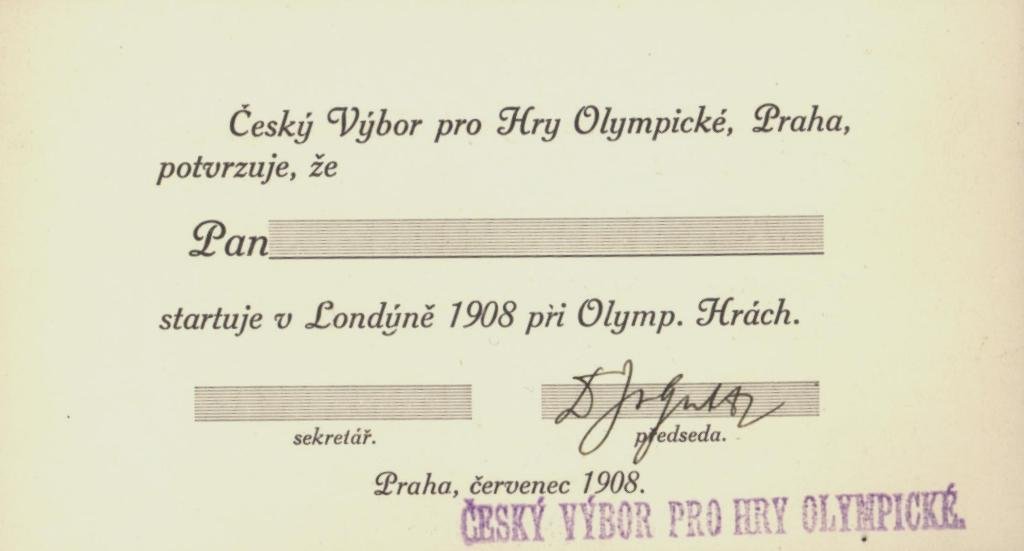 Český Výbor pro Hry Olympické, Praha,
potvrzuje, že
Pan
startuje v Londýně 1908 při Olymp. Hrách.
sekretář.
předseda.
Praha, červenec 1908.
ČESKÝ VÝBOR PRO HRY OLYMPICKÉ.